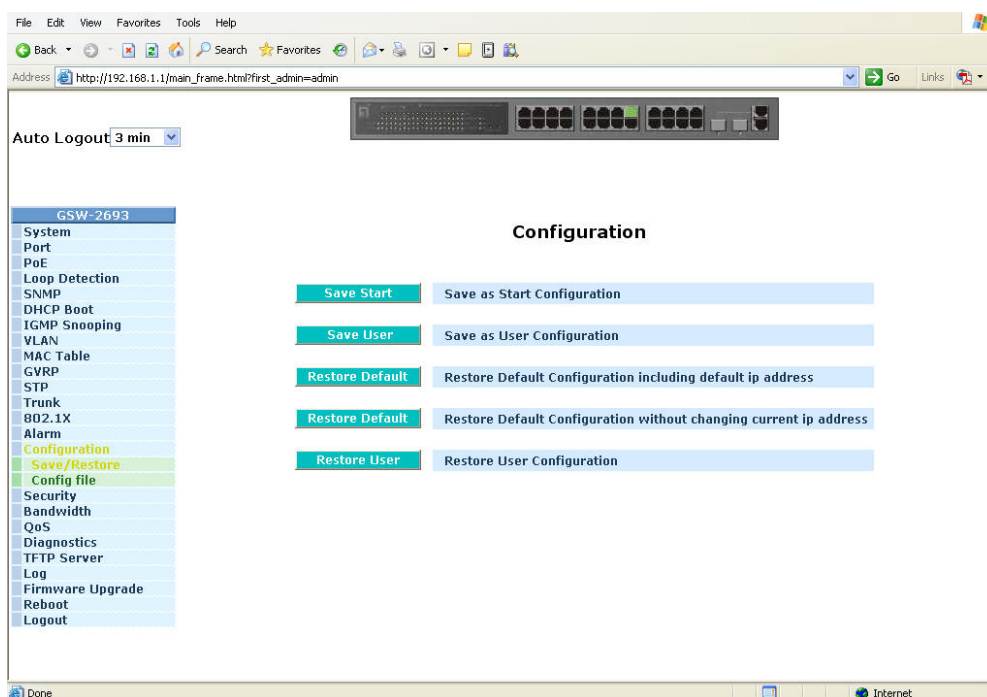 File Edit View Favorites Tools Help
Back Search Favorites
Address http://192.168.1.1/main_frame.html?first_admin=admin Go Links
Auto Logout 3 min
GSW-2693
System
Port
PoE
Loop Detection
SNMP
DHCP Boot
IGMP Snooping
VLAN
MAC Table
GVRP
STP
Trunk
802.1X
Alarm
Configuration
Save/Restore
Config file
Security
Bandwidth
QoS
Diagnostics
TFTP Server
Log
Firmware Upgrade
Reboot
Logout
Configuration
Save Start Save as Start Configuration
Save User Save as User Configuration
Restore Default Restore Default Configuration including default ip address
Restore Default Restore Default Configuration without changing current ip address
Restore User Restore User Configuration
Done Internet